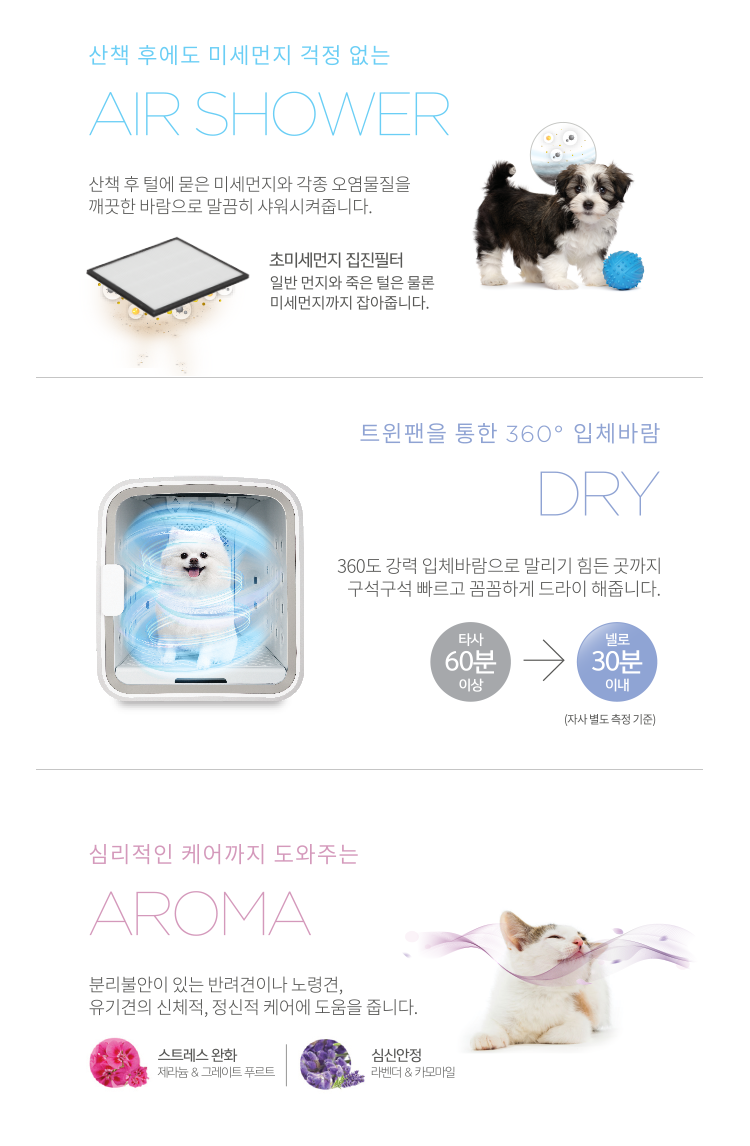 산책 후에도 미세먼지 걱정 없는
AIR SHOWER
산책 후 털에 묻은 미세먼지와 각종 오염물질을
깨끗한 바람으로 말끔히 샤워시켜줍니다.
초미세먼지 집진필터
일반 먼지와 죽은 털은 물론
미세먼지까지 잡아줍니다.
트윈팬을 통한 360° 입체바람
DRY
360도 강력 입체바람으로 말리기 힘든 곳까지
구석구석 빠르고 꼼꼼하게 드라이 해줍니다.
타사
60분
이상
넬로
30분
이내
(자사 별도 측정 기준)
심리적인 케어까지 도와주는
AROMA
분리불안이 있는 반려견이나 노령견,
유기견의 신체적, 정신적 케어에 도움을 줍니다.
스트레스 완화
제라늄 & 그레이트 푸르트
심신안정
라벤더 & 카모마일